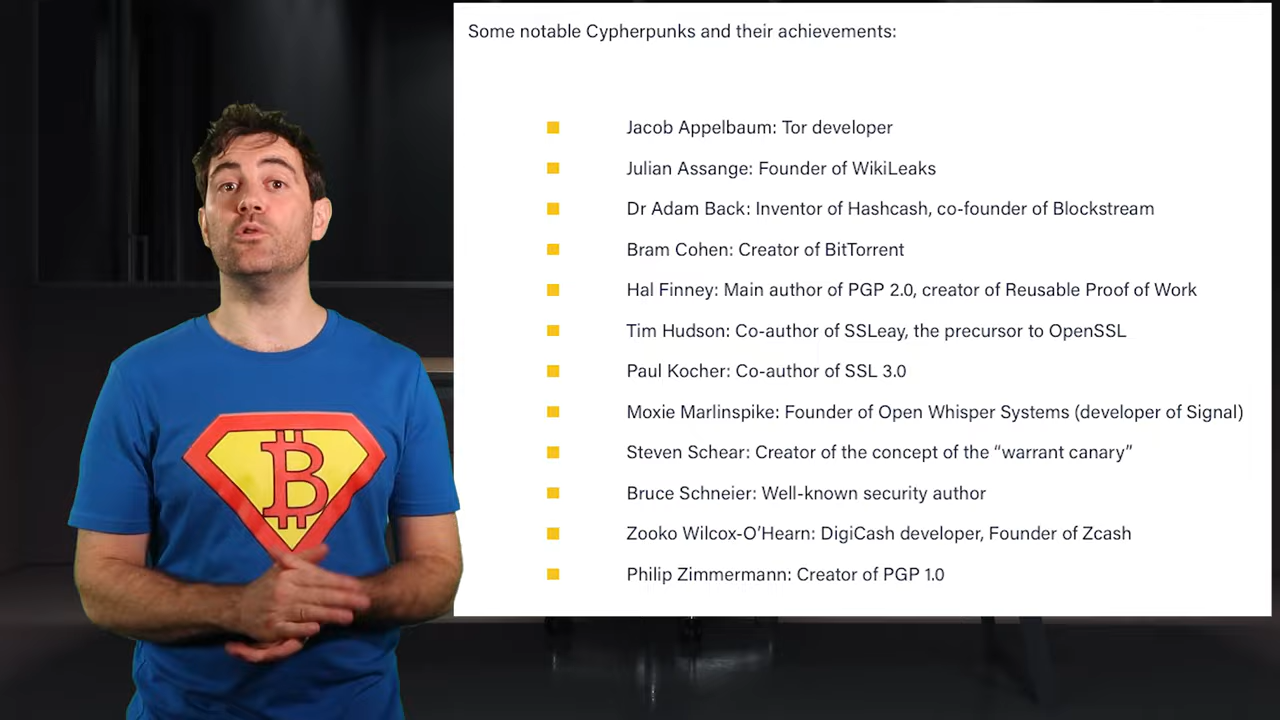 Some notable Cypherpunks and their achievements:
Jacob Appelbaum: Tor developer
Julian Assange: Founder of WikiLeaks
Dr Adam Back: Inventor of Hashcash, co-founder of Blockstream
Bram Cohen: Creator of BitTorrent
Hal Finney: Main author of PGP 2.0, creator of Reusable Proof of Work
Tim Hudson: Co-author of SSLeay, the precursor to OpenSSL
Paul Kocher: Co-author of SSL 3.0
Moxie Marlinspike: Founder of Open Whisper Systems (developer of Signal)
Steven Schear: Creator of the concept of the “warrant canary”
Bruce Schneier: Well-known security author
Zooko Wilcox-O’Hearn: DigiCash developer, Founder of Zcash
Philip Zimmermann: Creator of PGP 1.0